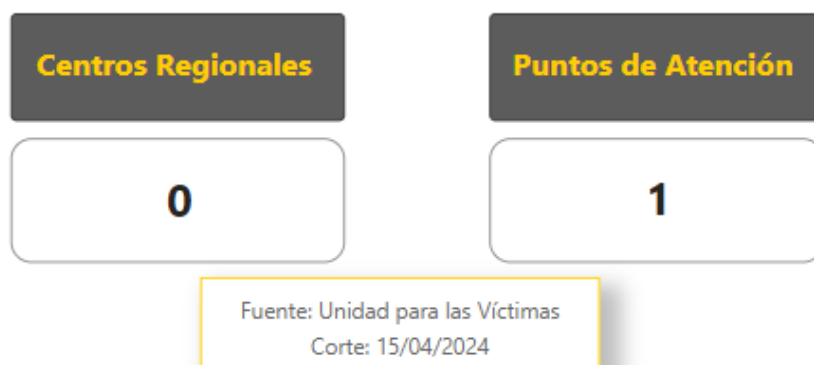 Centros Regionales
Puntos de Atención
0
1
Fuente: Unidad para las Víctimas
Corte: 15/04/2024